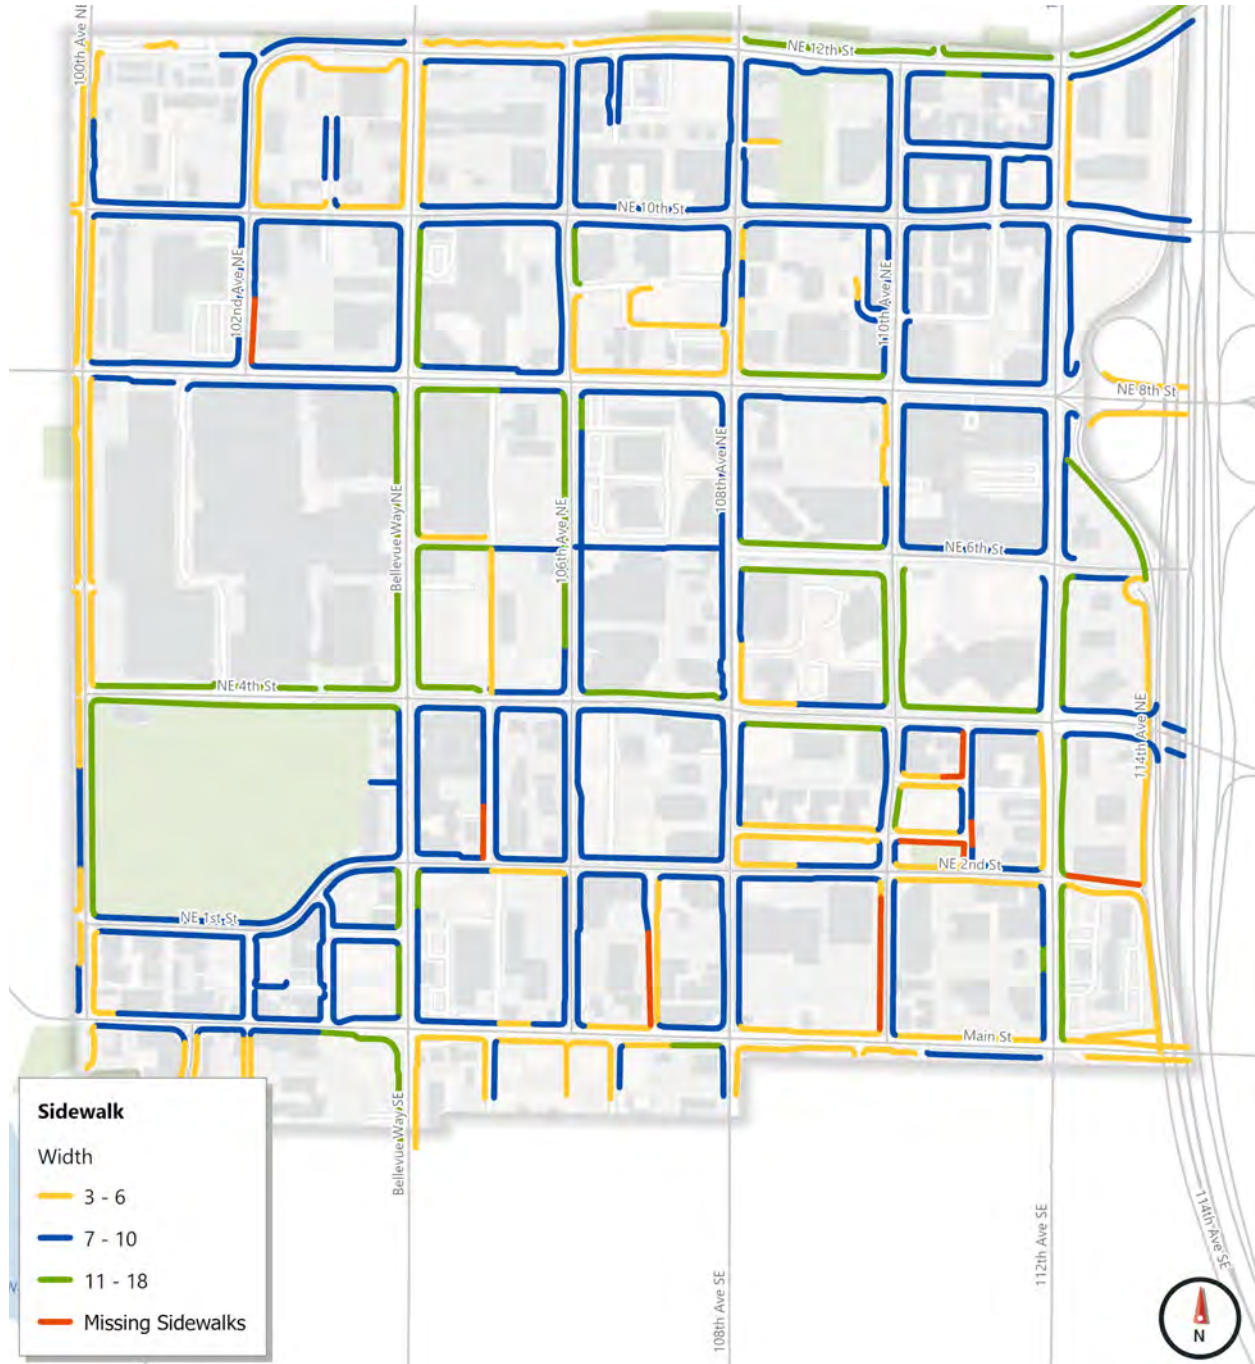 100th Ave NE
NE 12th St
NE 10th St
102nd Ave NE
110th Ave NE
NE 8th St
108th Ave NE
Bellevue Way NE
106th Ave NE
NE 6th St
NE 4th St
114th Ave NE
NE 2nd St
NE 1st St
Main St
Bellevue Way SE
108th Ave SE
112th Ave SE
114th Ave SE
Sidewalk
Width
3 - 6
7 - 10
11 - 18
Missing Sidewalks
N